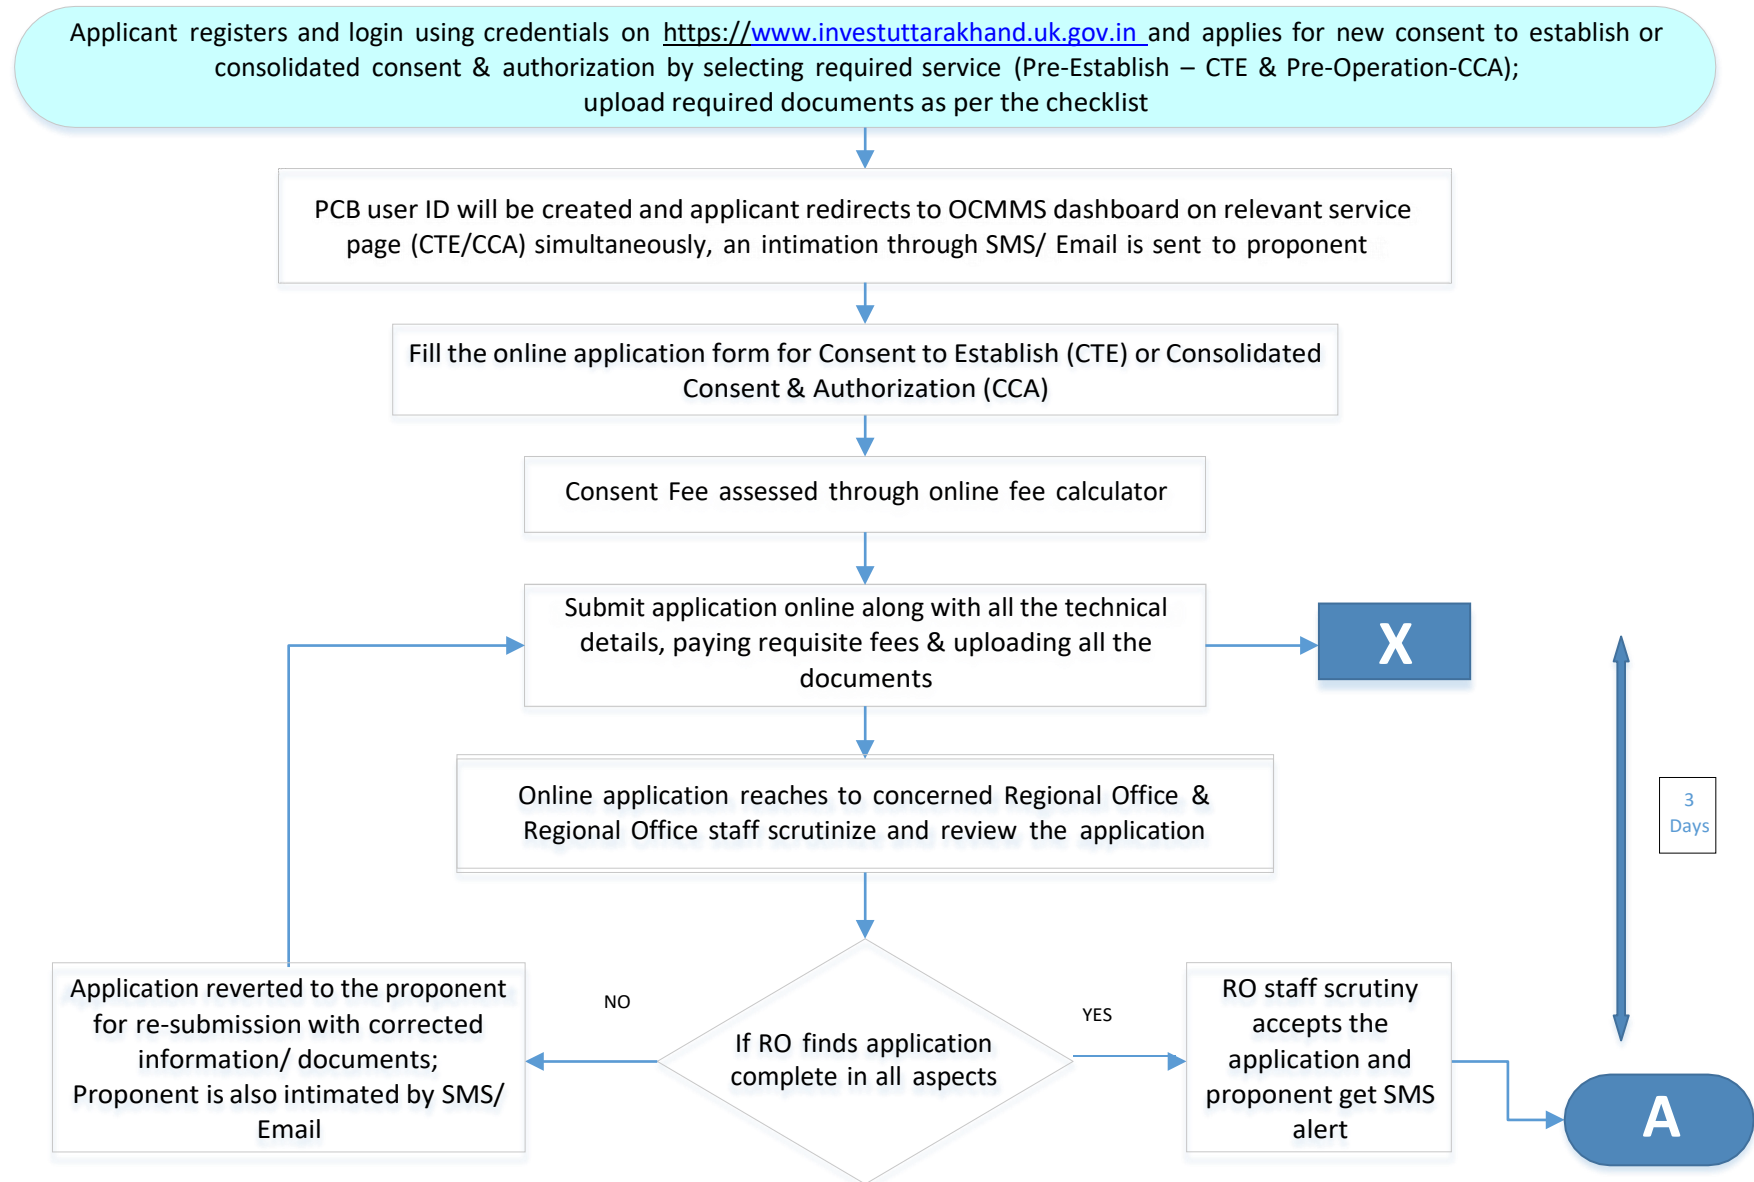 Applicant registers and login using credentials on https://www.investuttarakhand.uk.gov.in and applies for new consent to establish or
consolidated consent & authorization by selecting required service (Pre-Establish – CTE & Pre-Operation-CCA);
upload required documents as per the checklist
PCB user ID will be created and applicant redirects to OCMMS dashboard on relevant service
page (CTE/CCA) simultaneously, an intimation through SMS/ Email is sent to proponent
Fill the online application form for Consent to Establish (CTE) or Consolidated
Consent & Authorization (CCA)
Consent Fee assessed through online fee calculator
Submit application online along with all the technical
details, paying requisite fees & uploading all the
documents
X
Online application reaches to concerned Regional Office &
Regional Office staff scrutinize and review the application
3
Days
Application reverted to the proponent
for re-submission with corrected
information/ documents;
Proponent is also intimated by SMS/
Email
NO
If RO finds application
complete in all aspects
YES
RO staff scrutiny
accepts the
application and
proponent get SMS
alert
A